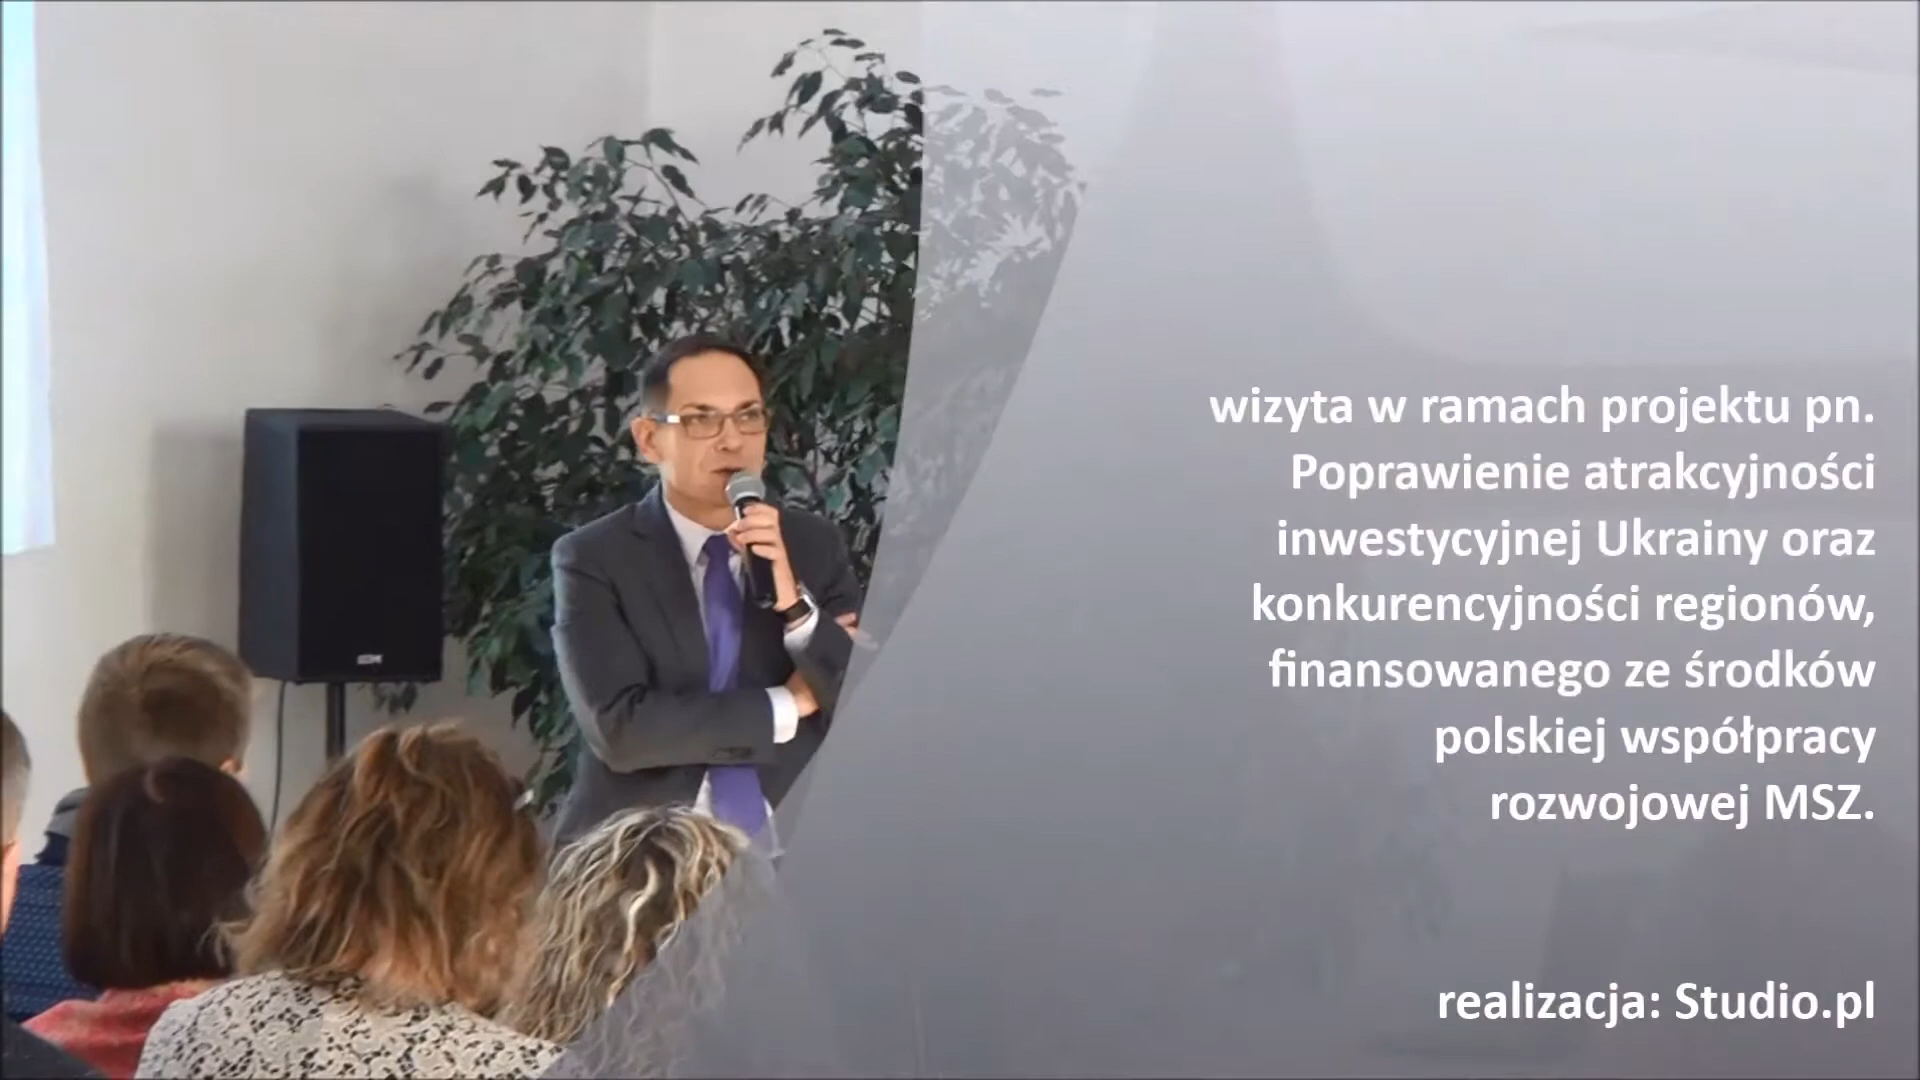 wizyta w ramach projektu pn.
Poprawienie atrakcyjności
inwestycyjnej Ukrainy oraz
konkurencyjności regionów,
finansowanego ze środków
polskiej współpracy
rozwojowej MSZ.
realizacja: Studio.pl